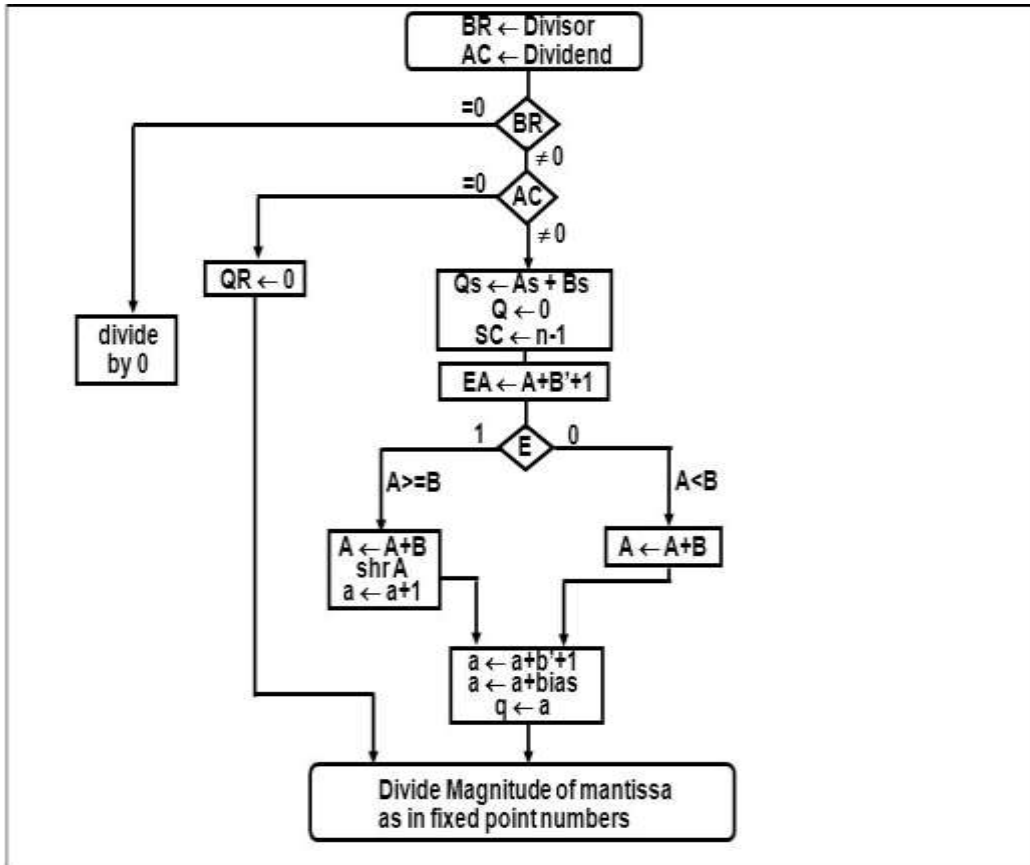 BR ← Divisor
AC ← Dividend
=0
BR
≠ 0
=0
AC
≠ 0
QR ← 0
Qs ← As + Bs
Q ← 0
SC ← n-1
divide
by 0
EA ← A+B'+1
1
E
0
A>=B
A<B
A ← A+B
shr A
a ← a+1
A ← A+B
a ← a+b'+1
a ← a+bias
q ← a
Divide Magnitude of mantissa
as in fixed point numbers